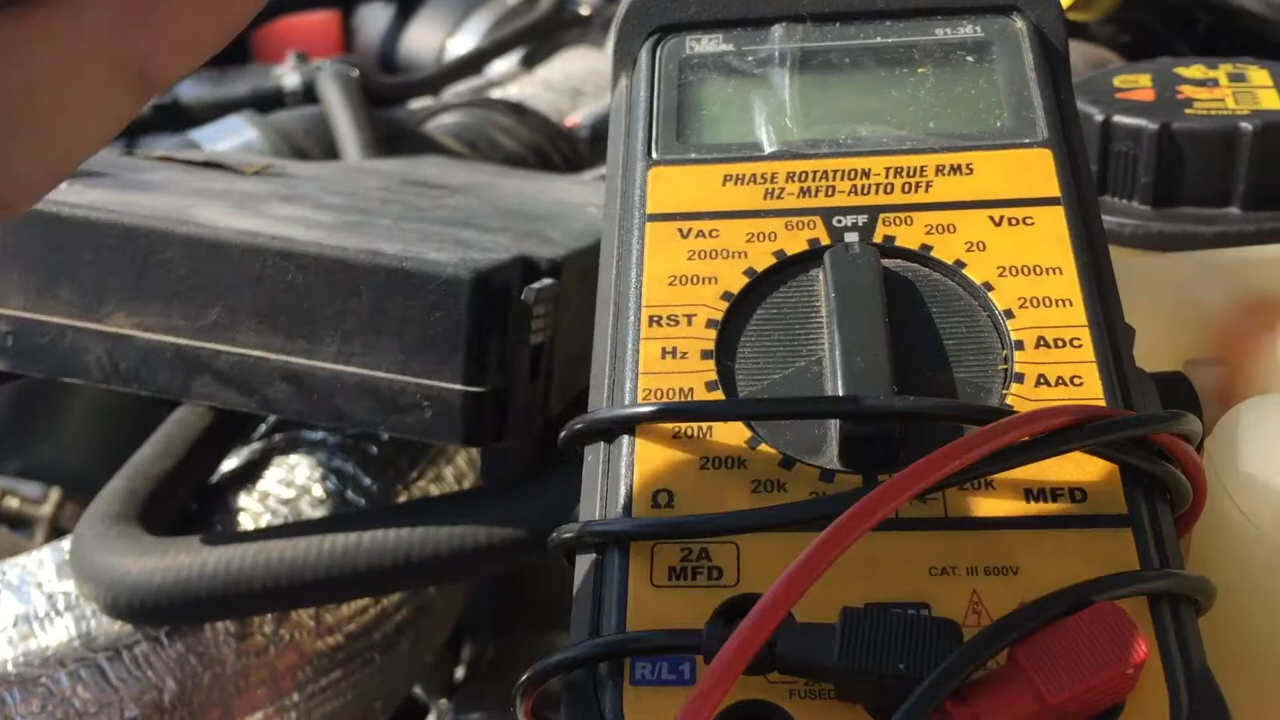 61-361
PHASE ROTATION-TRUE RMS
HZ-MFD-AUTO OFF
OFF
VAC
600
200
2000m
200m
600
200
VDC
20
2000m
200m
RST
Hz
ADC
AAC
200M
20M
200k
20k
Ω
20k
MFD
2A
MFD
CAT. III 600V
R/L1
FUSED